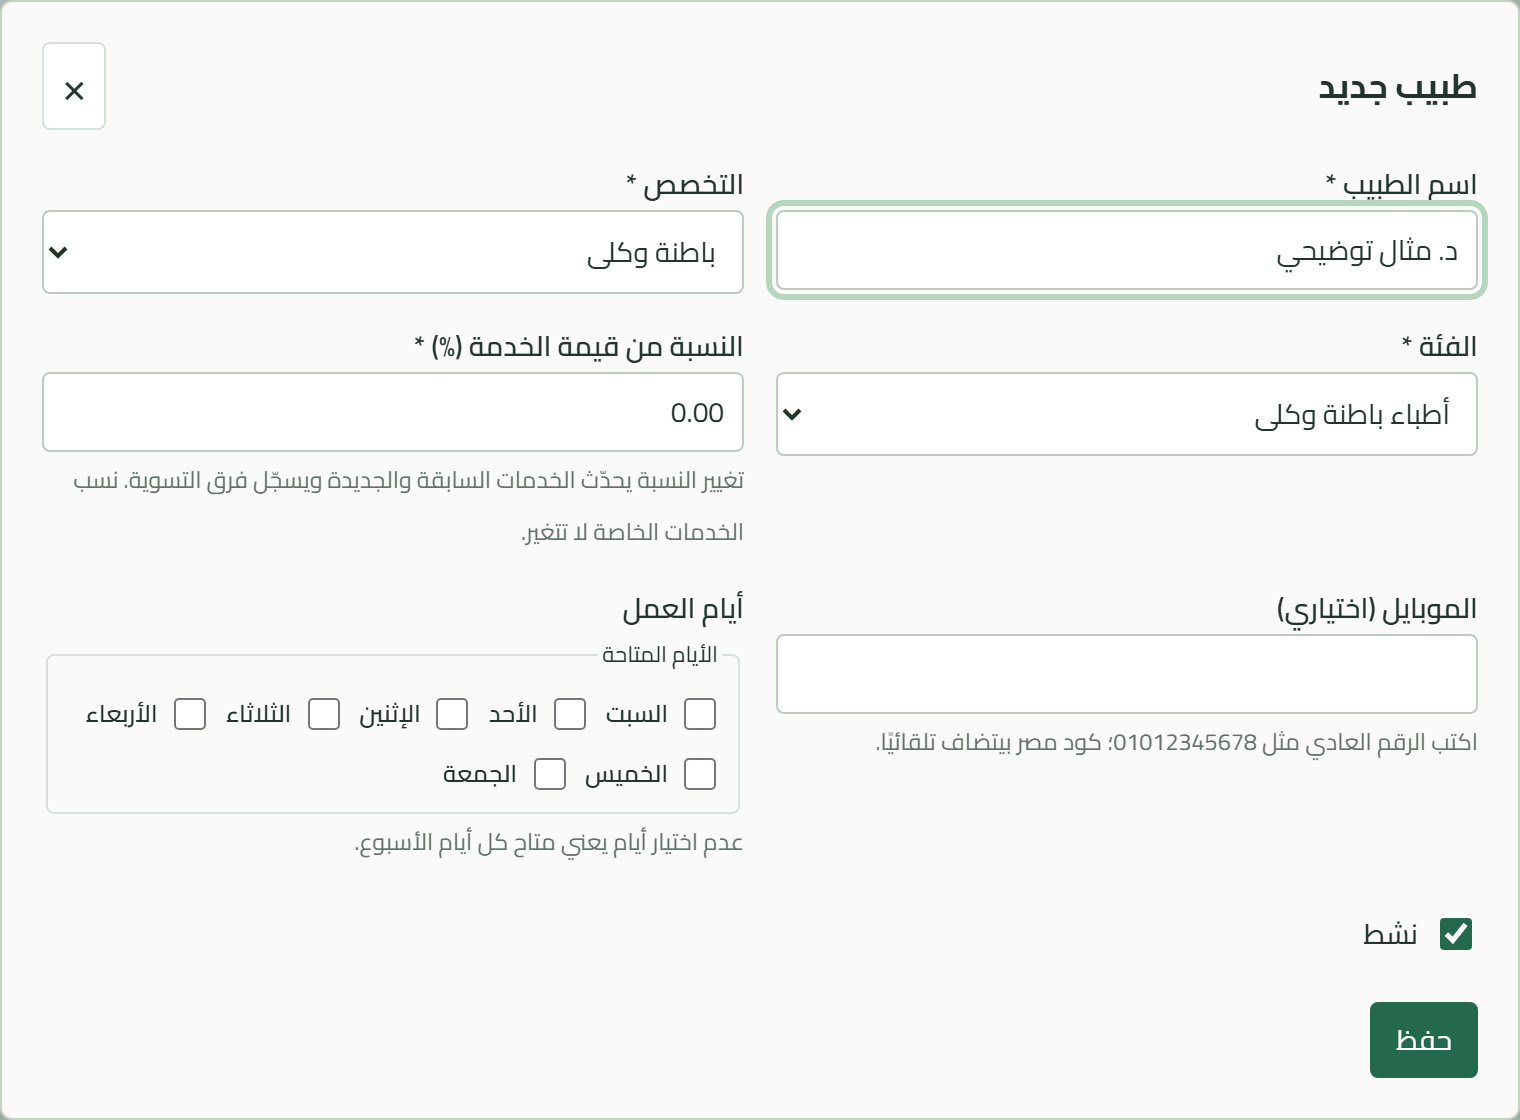 طبيب جديد
×
اسم الطبيب *
د. مثال توضيحي
التخصص *
باطنة وكلى
الفئة *
أطباء باطنة وكلى
النسبة من قيمة الخدمة (%) *
0.00
تغيير النسبة يحدّث الخدمات السابقة والجديدة ويسجّل فرق التسوية. نسب
الخدمات الخاصة لا تتغير.
الموبايل (اختياري)
اكتب الرقم العادي مثل 01012345678؛ كود مصر بيتضاف تلقائيًا.
أيام العمل
الأيام المتاحة
السبت الأحد الإثنين الثلاثاء الأربعاء
الخميس الجمعة
عدم اختيار أيام يعني متاح كل أيام الأسبوع.
نشط
حفظ